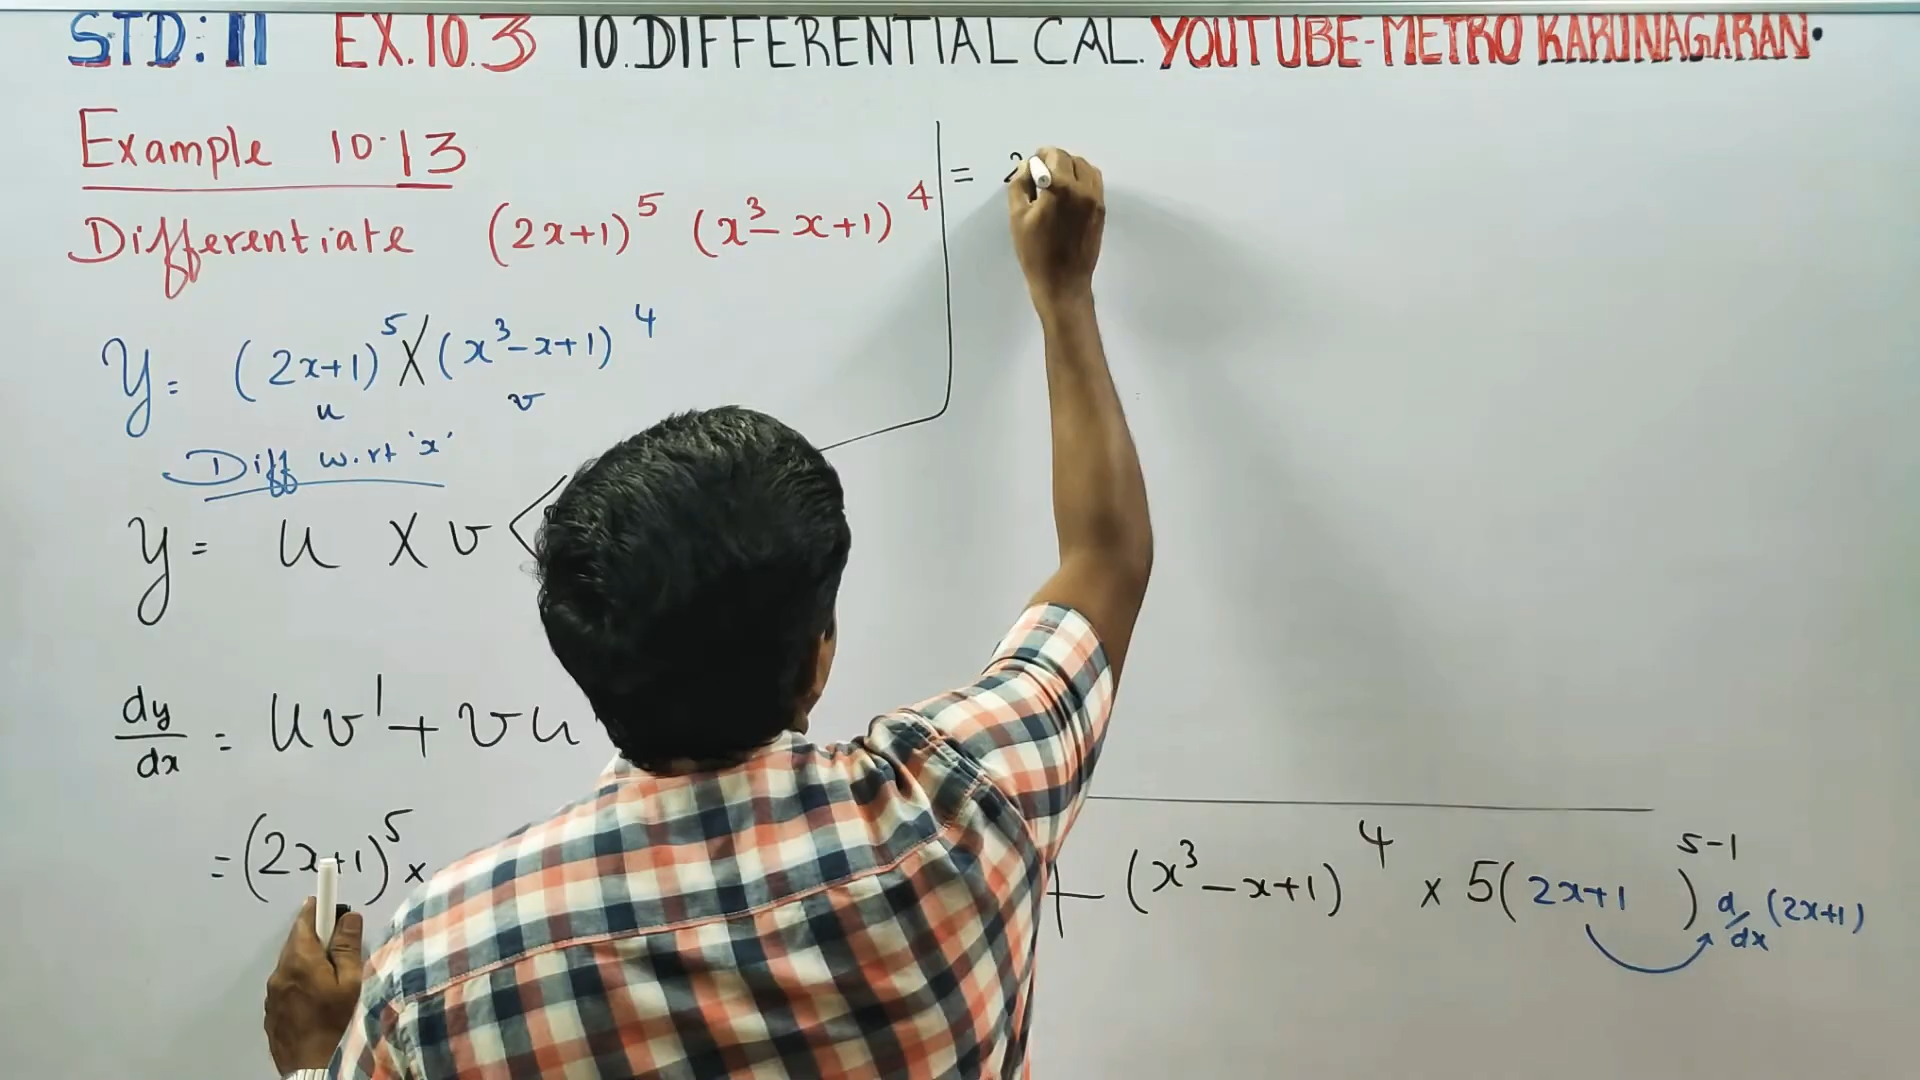 STD: 11 EX.10.3 10.DIFFERENTIAL CAL. YOUTUBE-METRO KARUNAGARAN.
Example 10.13
Differentiate (2x+1)^5 (x^3-x+1)^4
y = (2x+1)^5 × (x^3-x+1)^4
u v
Diff w.rt 'x'
y = u × v
dy/dx = uv' + vu
= (2x+1)^5 ×
+ (x^3-x+1)^4 × 5(2x+1)^5-1 d/dx (2x+1)
= 2